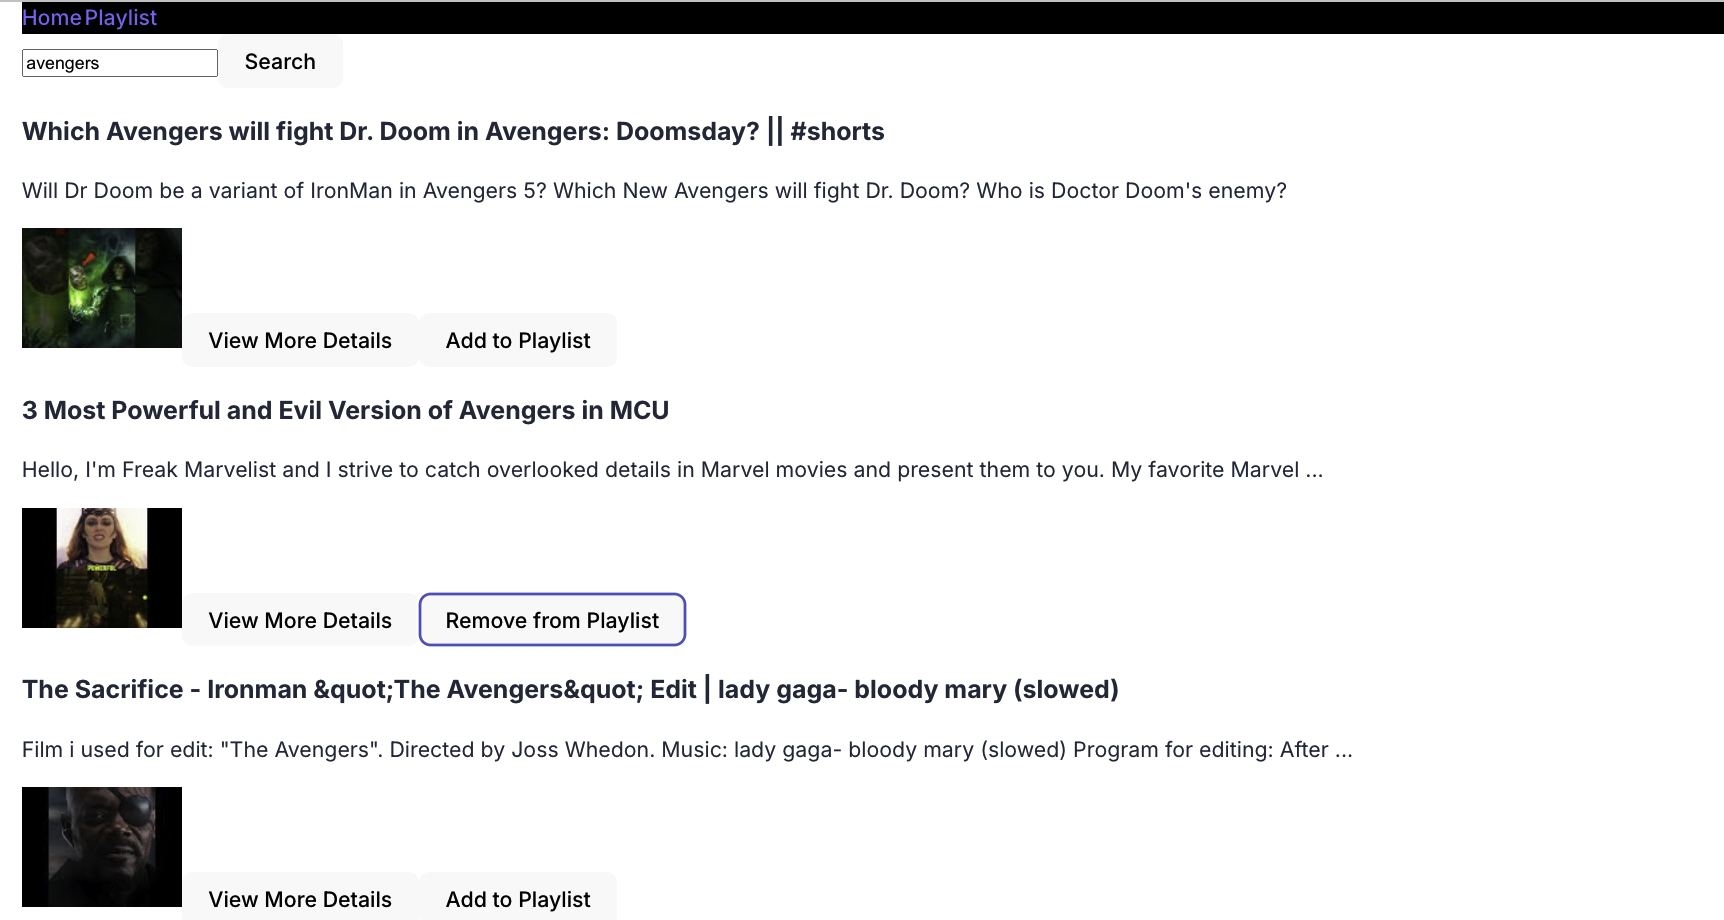 Home Playlist
avengers Search
Which Avengers will fight Dr. Doom in Avengers: Doomsday? || #shorts
Will Dr Doom be a variant of IronMan in Avengers 5? Which New Avengers will fight Dr. Doom? Who is Doctor Doom's enemy?
View More Details Add to Playlist
3 Most Powerful and Evil Version of Avengers in MCU
Hello, I'm Freak Marvelist and I strive to catch overlooked details in Marvel movies and present them to you. My favorite Marvel ...
POWERFUL
View More Details Remove from Playlist
The Sacrifice - Ironman &quot;The Avengers&quot; Edit | lady gaga- bloody mary (slowed)
Film i used for edit: "The Avengers". Directed by Joss Whedon. Music: lady gaga- bloody mary (slowed) Program for editing: After ...
View More Details Add to Playlist